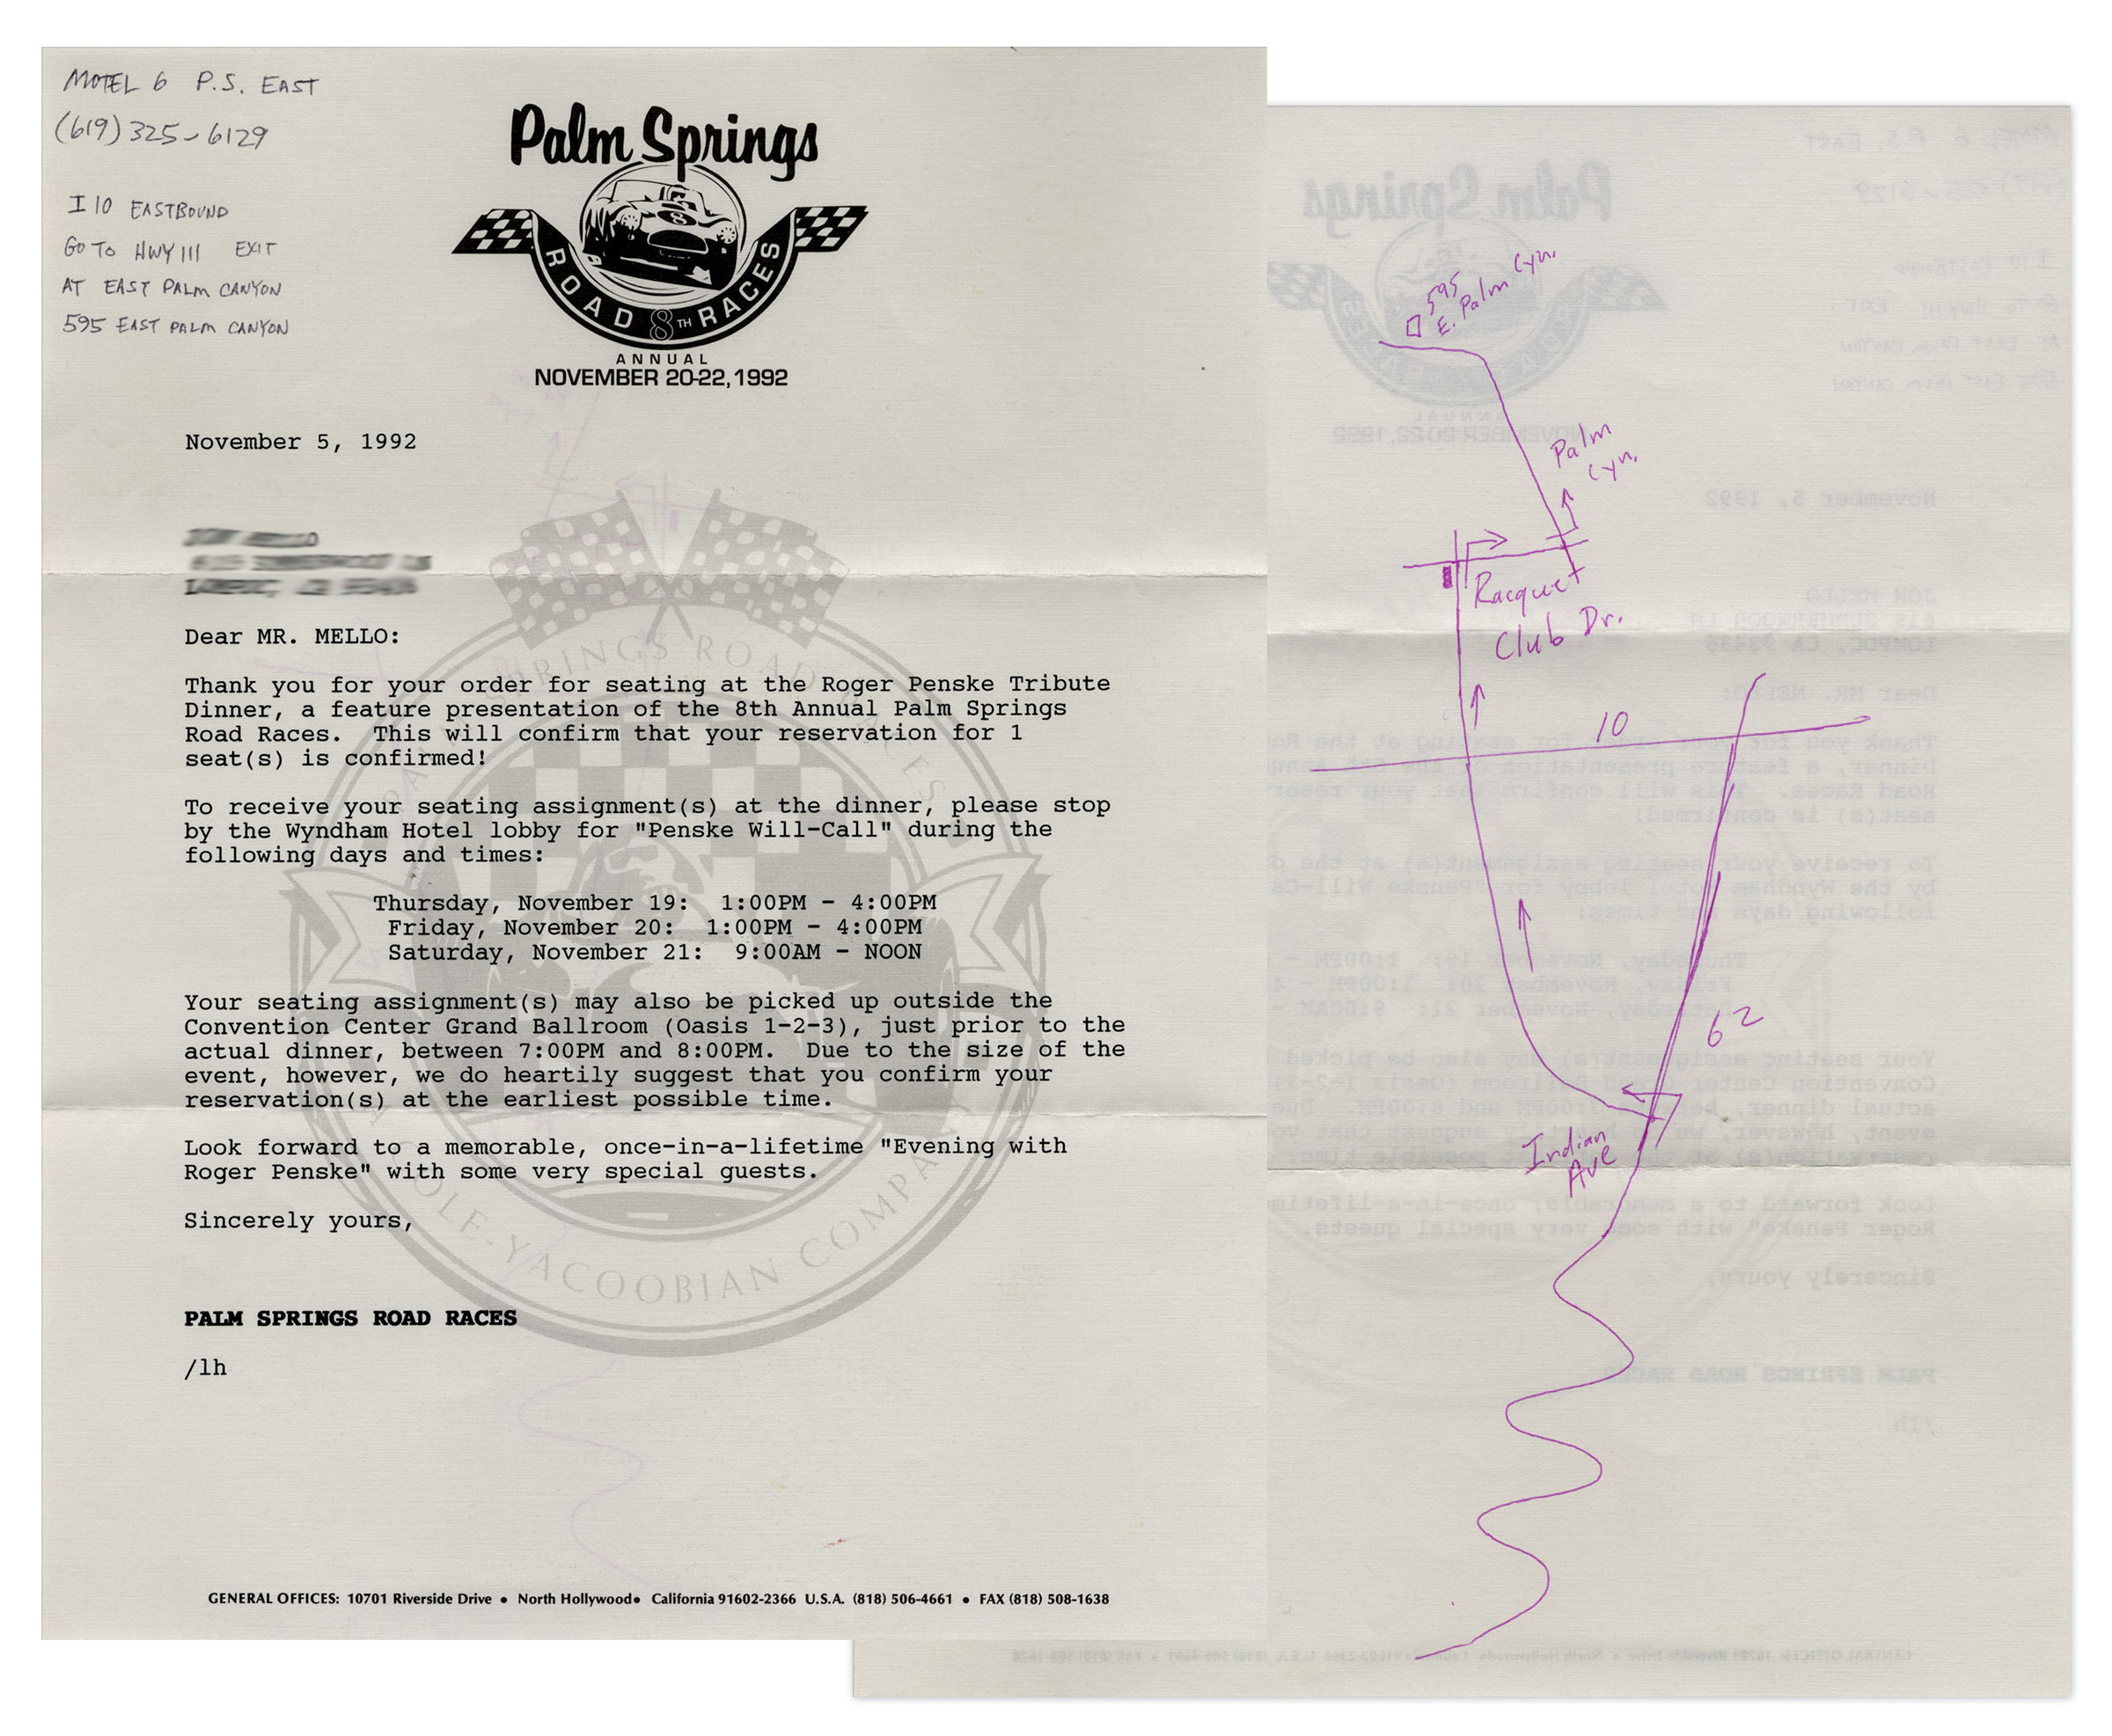 MOTEL 6 P.S. EAST
(619) 325-6129
I 10 EASTBOUND
GO TO HWY 111 EXIT
AT EAST PALM CANYON
595 EAST PALM CANYON
Palm Springs
8
ROAD 8TH RACES
ANNUAL
NOVEMBER 20-22, 1992
November 5, 1992
Dear MR. MELLO:
Thank you for your order for seating at the Roger Penske Tribute
Dinner, a feature presentation of the 8th Annual Palm Springs
Road Races. This will confirm that your reservation for 1
seat(s) is confirmed!
To receive your seating assignment(s) at the dinner, please stop
by the Wyndham Hotel lobby for "Penske Will-Call" during the
following days and times:
Thursday, November 19: 1:00PM - 4:00PM
Friday, November 20: 1:00PM - 4:00PM
Saturday, November 21: 9:00AM - NOON
Your seating assignment(s) may also be picked up outside the
Convention Center Grand Ballroom (Oasis 1-2-3), just prior to the
actual dinner, between 7:00PM and 8:00PM. Due to the size of the
event, however, we do heartily suggest that you confirm your
reservation(s) at the earliest possible time.
Look forward to a memorable, once-in-a-lifetime "Evening with
Roger Penske" with some very special guests.
Sincerely yours,
PALM SPRINGS ROAD RACES
/lh
PALM SPRINGS ROAD RACES
A COLE-YACOOBIAN COMPANY
GENERAL OFFICES: 10701 Riverside Drive • North Hollywood • California 91602-2366 U.S.A. (818) 506-4661 • FAX (818) 508-1638
595
E. Palm Cyn.
Palm
Cyn.
Racquet
Club Dr.
10
62
Indian
Ave